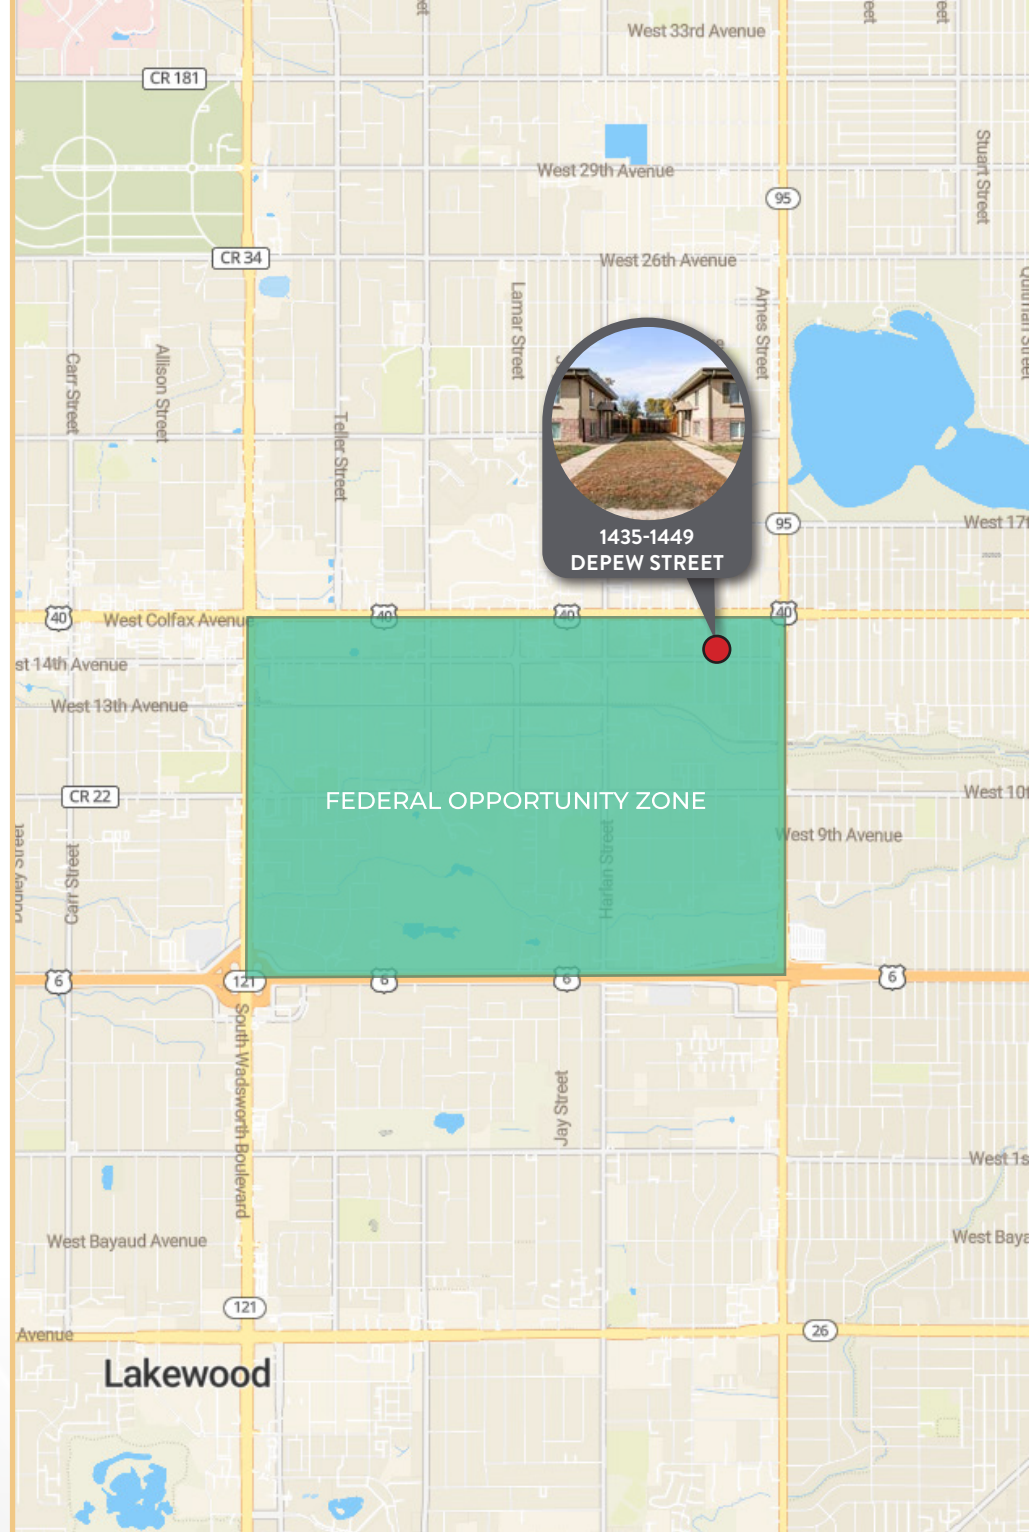 West 33rd Avenue
CR 181
Stuart Street
West 29th Avenue
95
CR 34
West 26th Avenue
Lamar Street
Ames Street
Carr Street
Allison Street
Teller Street
95
West 17
1435-1449
DEPEW STREET
40
West Colfax Avenue
40
40
40
14th Avenue
West 13th Avenue
CR 22
FEDERAL OPPORTUNITY ZONE
West 10
West 9th Avenue
Carr Street
Harlan Street
6
121
6
6
6
South Wadsworth Boulevard
Jay Street
West 1s
West Bayaud Avenue
West Baya
121
Avenue
26
Lakewood